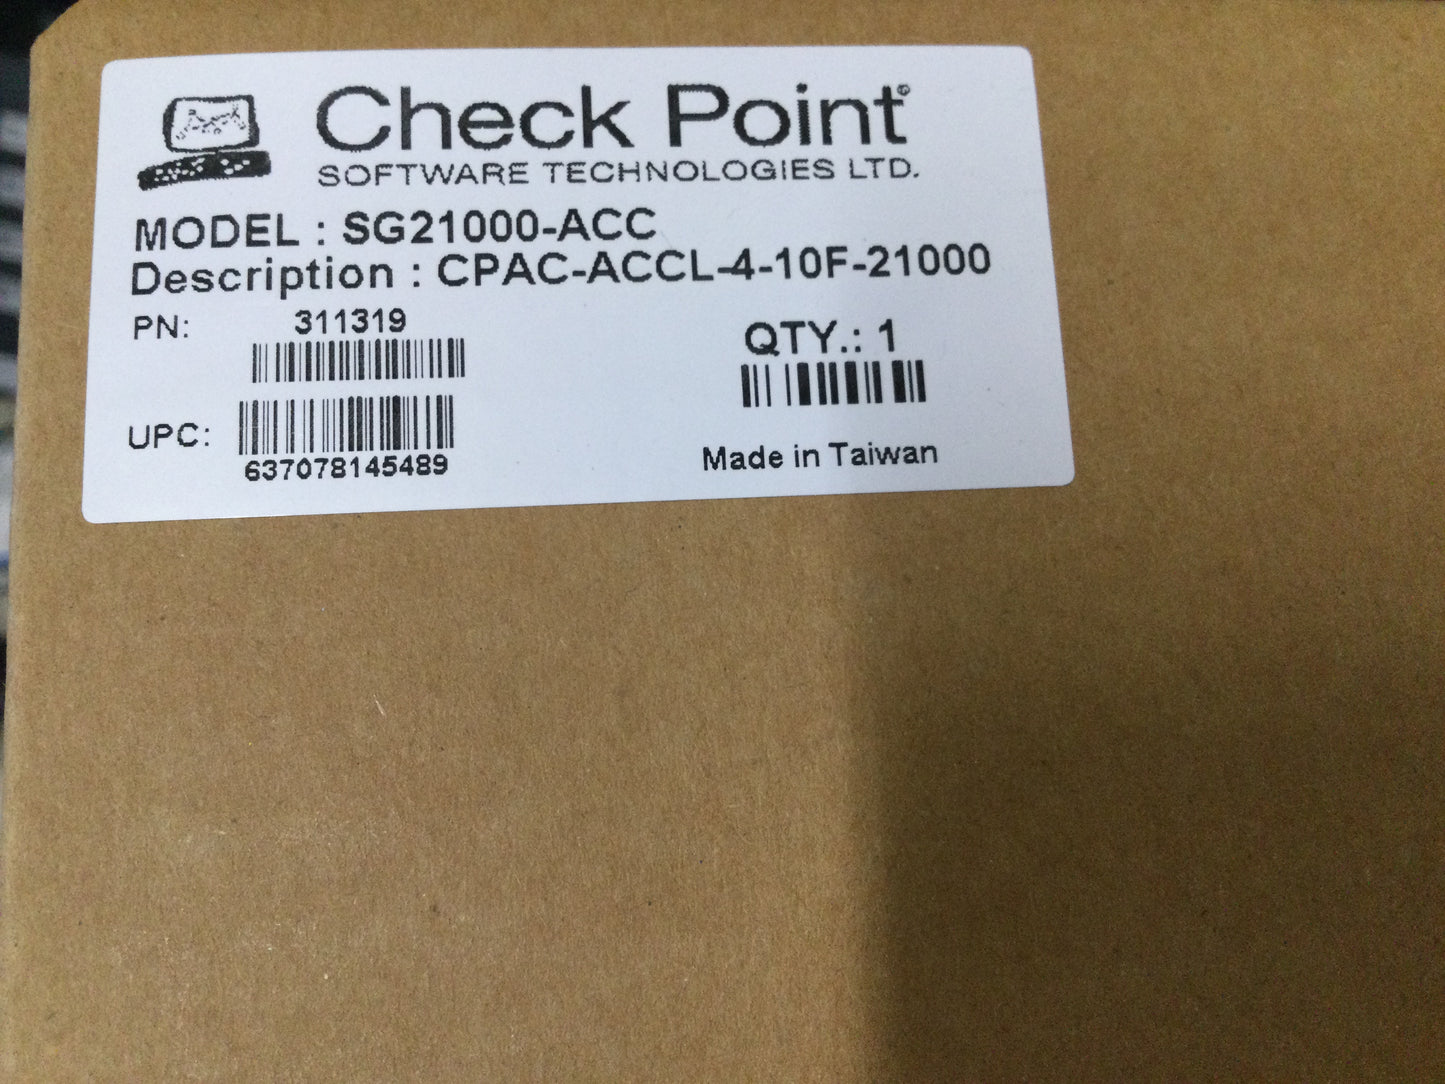 Check Point
SOFTWARE TECHNOLOGIES LTD.
MODEL : SG21000-ACC
Description : CPAC-ACCL-4-10F-21000
PN: 311319
QTY.: 1
UPC:
637078145489
Made in Taiwan